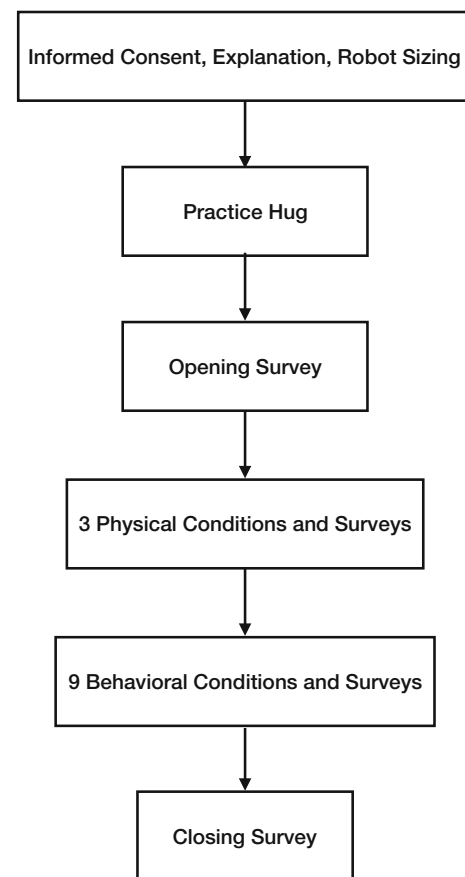 Informed Consent, Explanation, Robot Sizing
Practice Hug
Opening Survey
3 Physical Conditions and Surveys
9 Behavioral Conditions and Surveys
Closing Survey